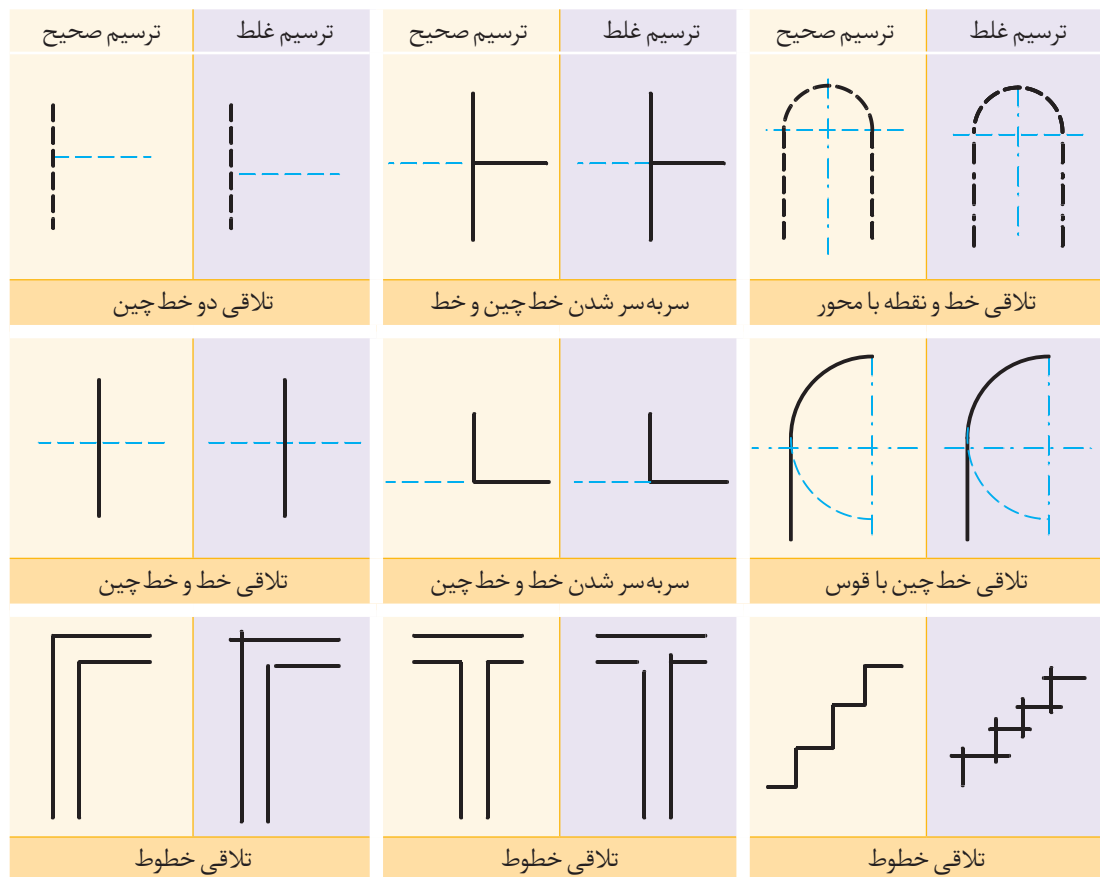 ترسیم غلط
ترسیم صحیح
ترسیم غلط
ترسیم صحیح
ترسیم غلط
ترسیم صحیح
تلاقی خط و نقطه با محور
سربه‌سر شدن خط‌چین و خط
تلاقی دو خط‌چین
تلاقی خط‌چین با قوس
سربه‌سر شدن خط و خط‌چین
تلاقی خط و خط‌چین
تلاقی خطوط
تلاقی خطوط
تلاقی خطوط